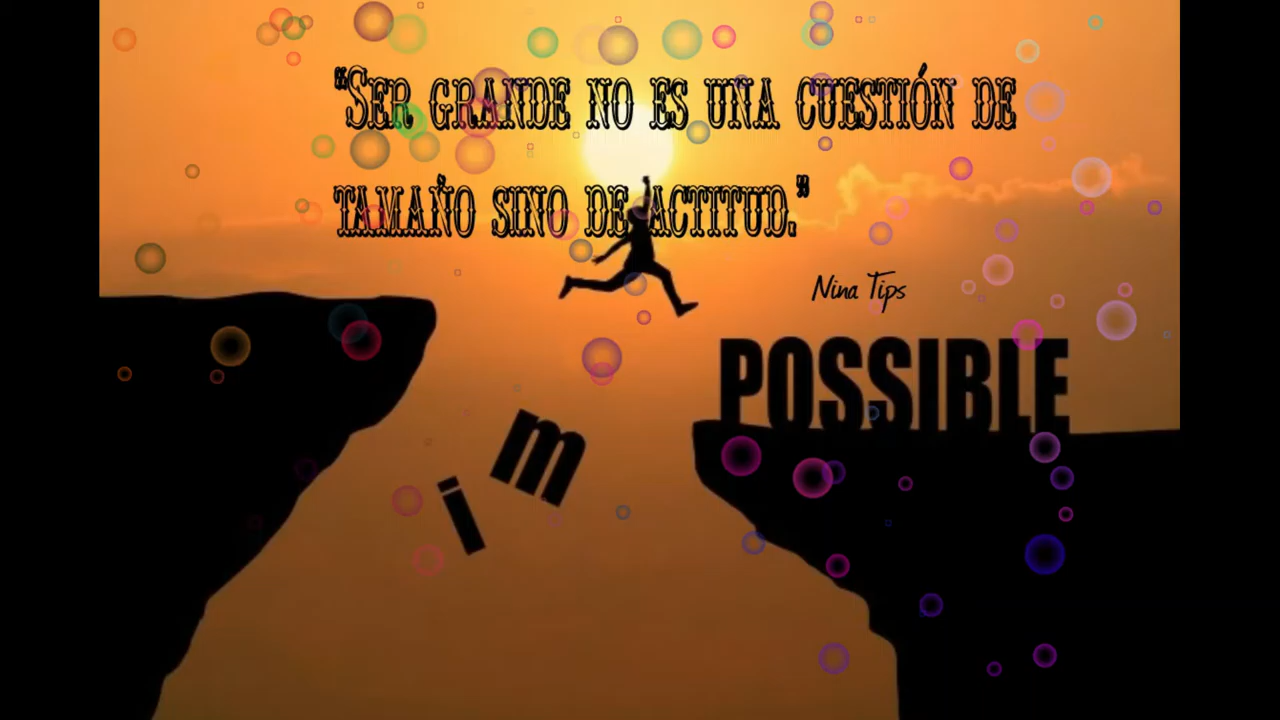 “SER GRANDE NO ES UNA CUESTIÓN DE
TAMAÑO SINO DE ACTITUD.”
Nina Tips
POSSIBLE
im